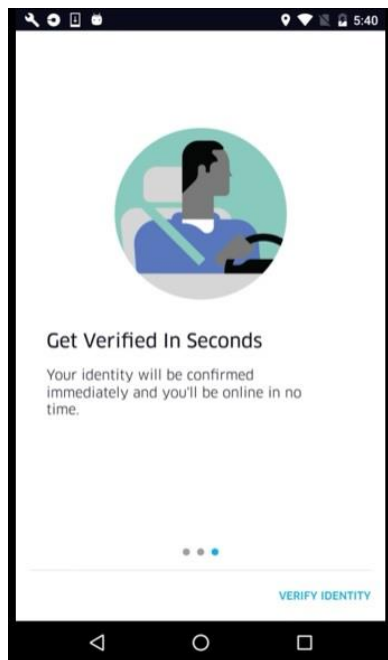 5:40
Get Verified In Seconds
Your identity will be confirmed
immediately and you'll be online in no
time.
VERIFY IDENTITY